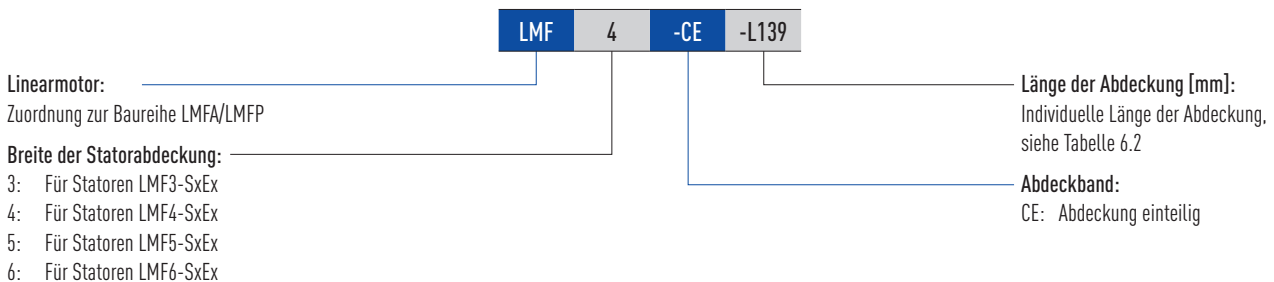 LMF 4 -CE -L139
Linearmotor:
Zuordnung zur Baureihe LMFA/LMFP
Breite der Statorabdeckung:
3: Für Statoren LMF3-SxEx
4: Für Statoren LMF4-SxEx
5: Für Statoren LMF5-SxEx
6: Für Statoren LMF6-SxEx
Länge der Abdeckung [mm]:
Individuelle Länge der Abdeckung,
siehe Tabelle 6.2
Abdeckband:
CE: Abdeckung einteilig